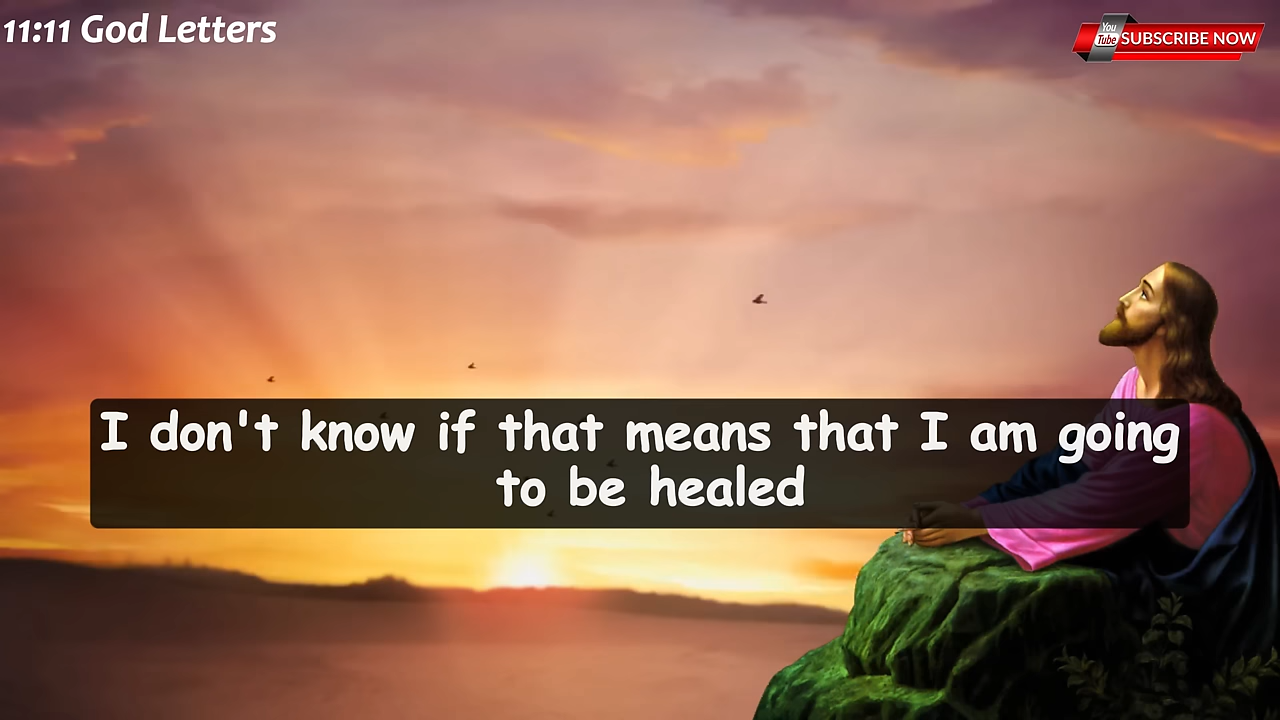 11:11 God Letters
You
Tube
SUBSCRIBE NOW
I don't know if that means that I am going
to be healed